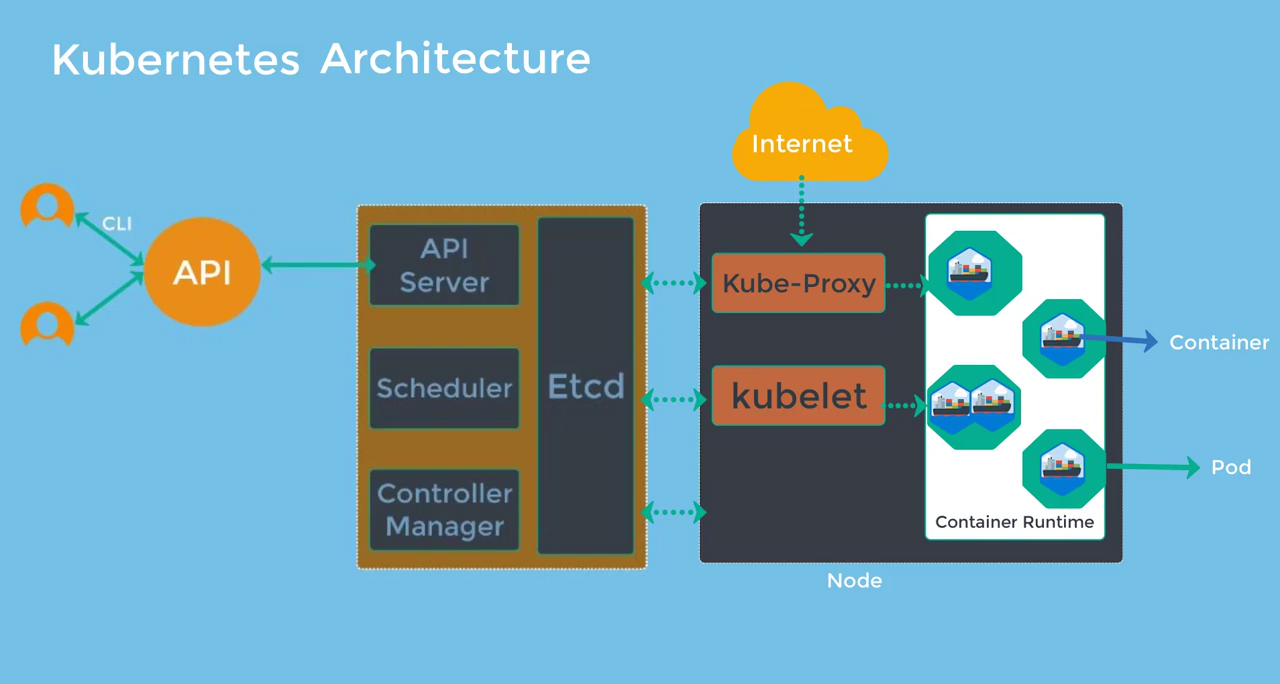 Kubernetes Architecture
Internet
CLI
API
API
Server
Scheduler
Controller
Manager
Etcd
Kube-Proxy
kubelet
Container Runtime
Container
Pod
Node